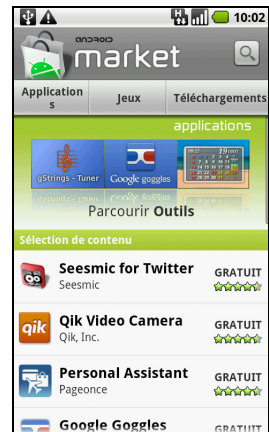 10:02
android
market
Application
s
Jeux
Téléchargements
applications
gStrings - Tuner
Google goggles
Parcourir Outils
Sélection de contenu
Seesmic for Twitter
GRATUIT
Seesmic
qik
Qik Video Camera
GRATUIT
Qik, Inc.
Personal Assistant
GRATUIT
Pageonce
Google Goggles
GRATUIT